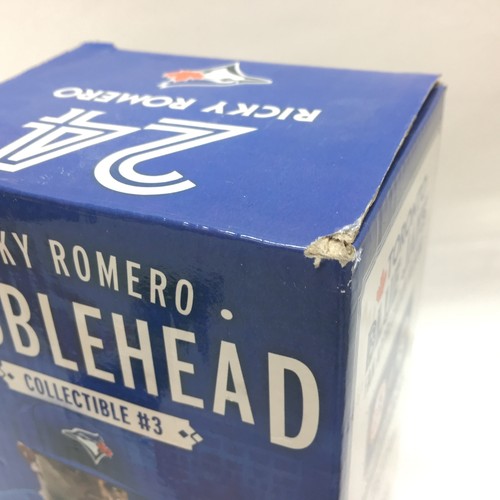 RICKY ROMERO
24
KY ROMERO •
BLEHEAD
COLLECTIBLE #3